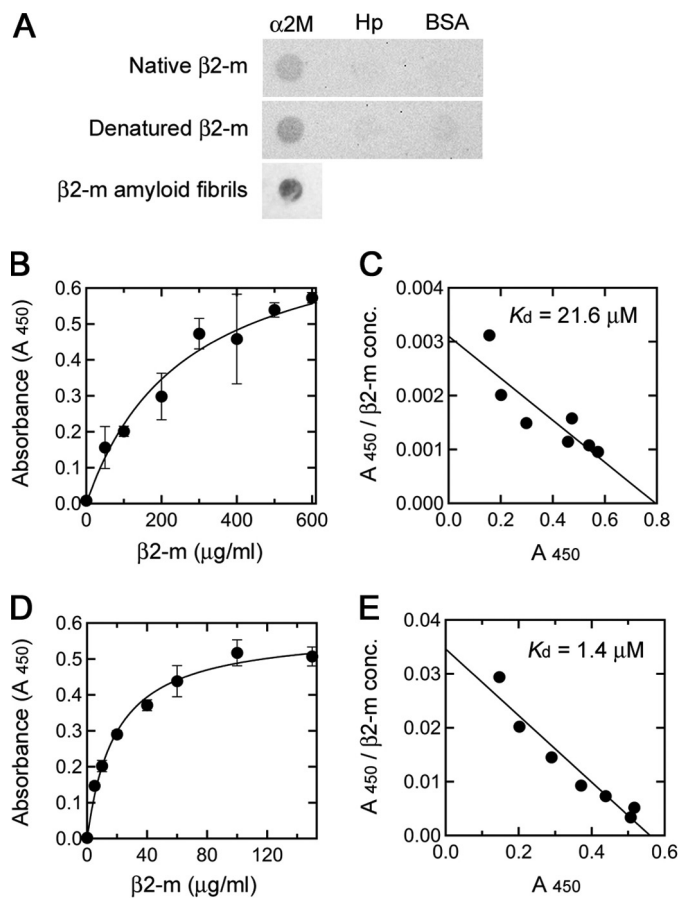 A
α2M Hp BSA
Native β2-m
Denatured β2-m
β2-m amyloid fibrils
B
Absorbance (A 450)
0.6
0.5
0.4
0.3
0.2
0.1
0.0
0 200 400 600
β2-m (μg/ml)
C
A 450 / β2-m conc.
Kd = 21.6 μM
0.004
0.003
0.002
0.001
0.000
0.0 0.2 0.4 0.6 0.8
A 450
D
Absorbance (A 450)
0.6
0.5
0.4
0.3
0.2
0.1
0.0
0 40 80 120
β2-m (μg/ml)
E
A 450 / β2-m conc.
Kd = 1.4 μM
0.04
0.03
0.02
0.01
0.00
0.0 0.2 0.4 0.6
A 450